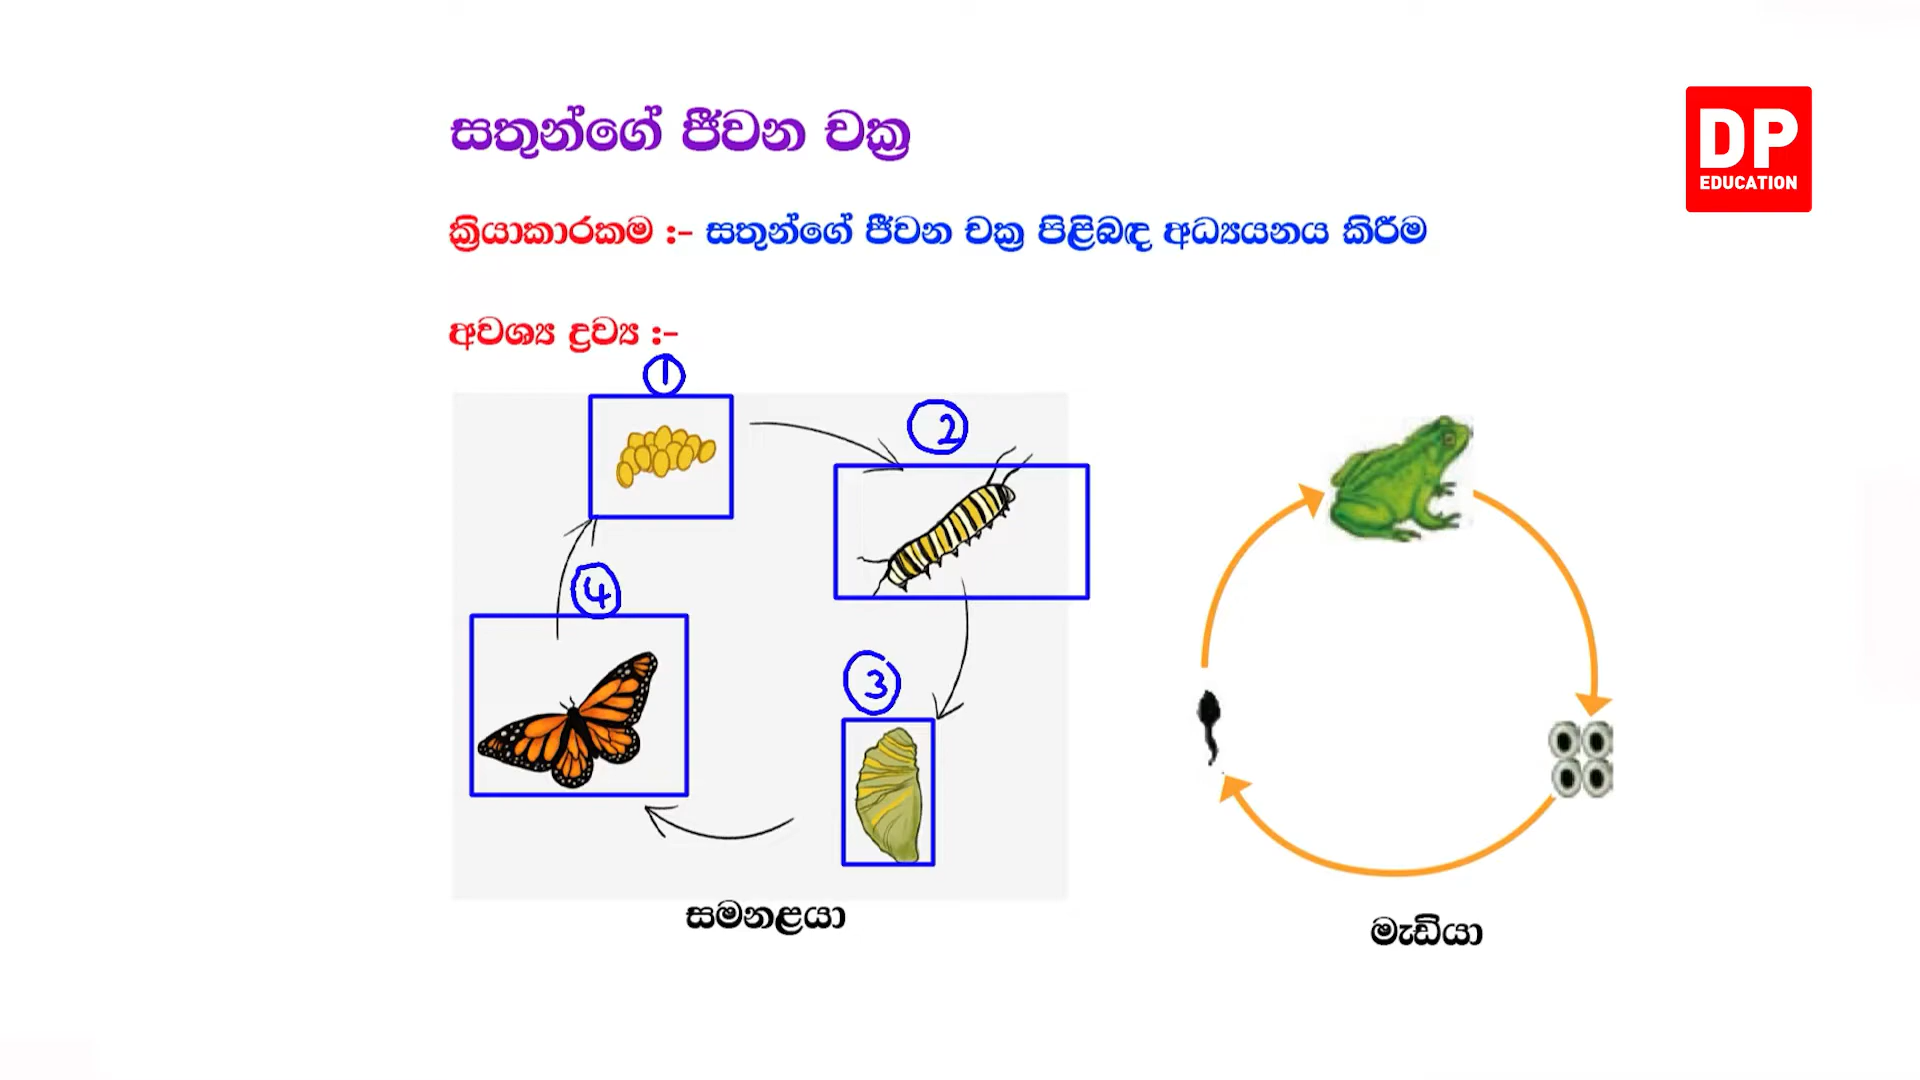 සතුන්ගේ ජීවන චක්‍ර
DP
EDUCATION
ක්‍රියාකාරකම :- සතුන්ගේ ජීවන චක්‍ර පිළිබඳ අධ්‍යයනය කිරීම
අවශ්‍ය ද්‍රව්‍ය :-
1
2
4
3
සමනළයා
මැඩියා